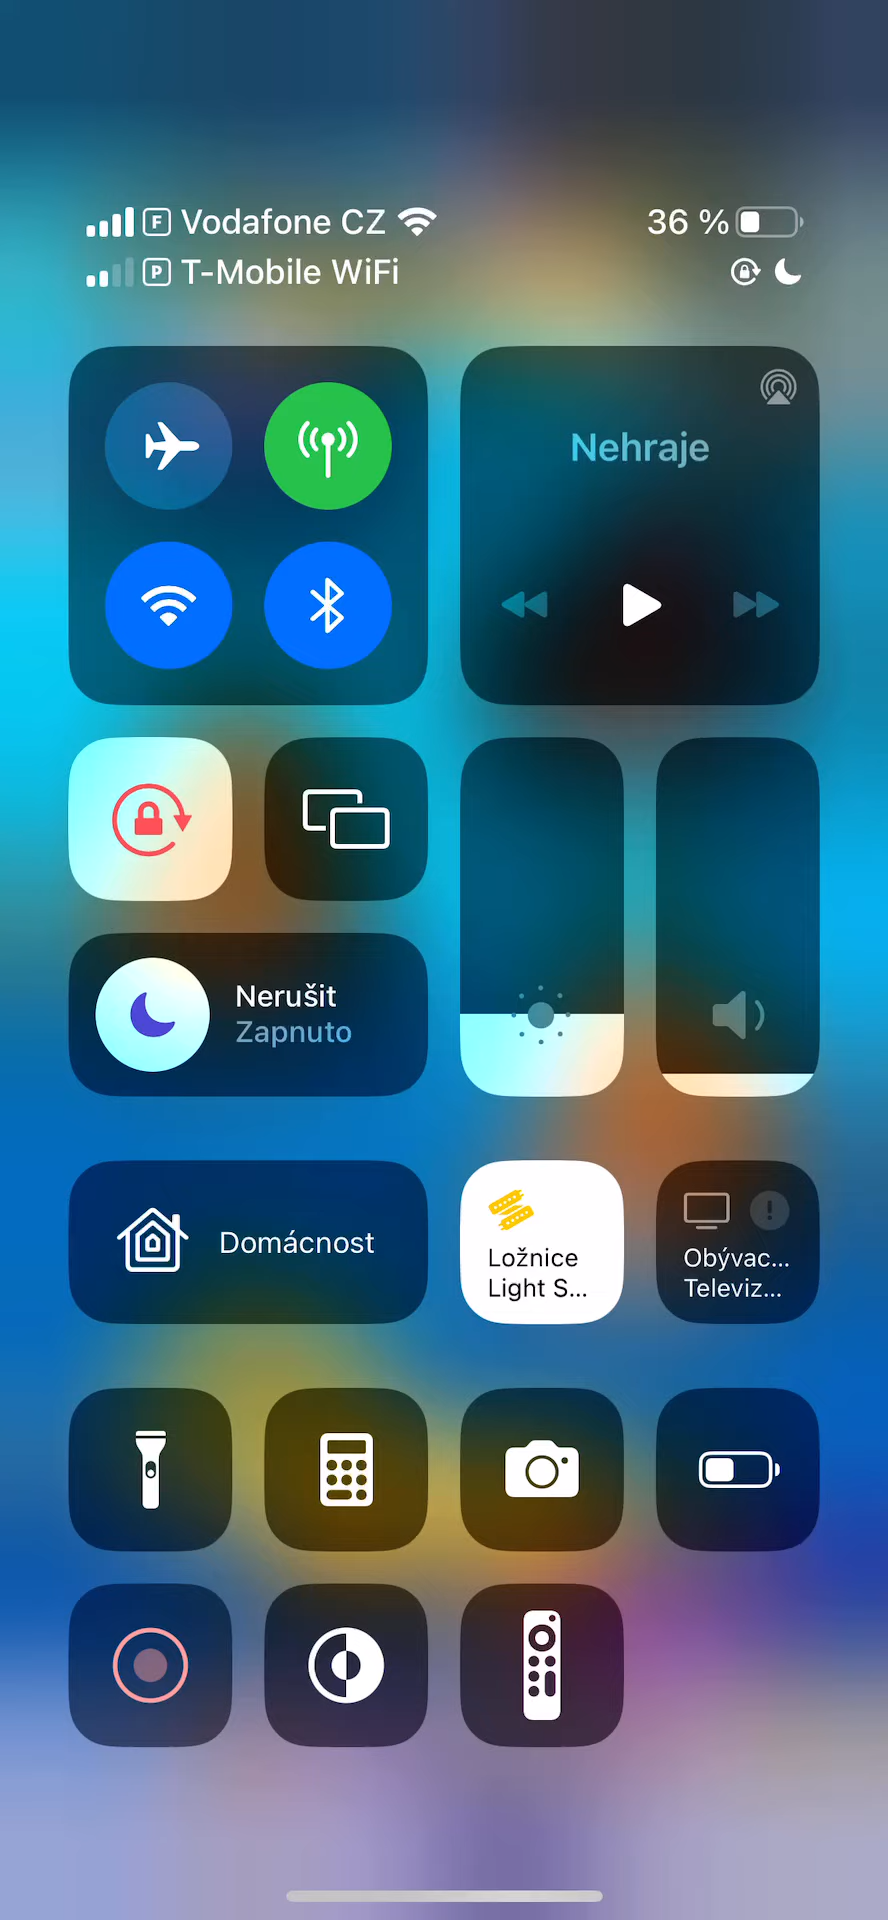 F Vodafone CZ 36 %
P T-Mobile WiFi
Nehraje
Nerušit
Zapnuto
Domácnost
Ložnice
Light S...
Obývac...
Televiz...